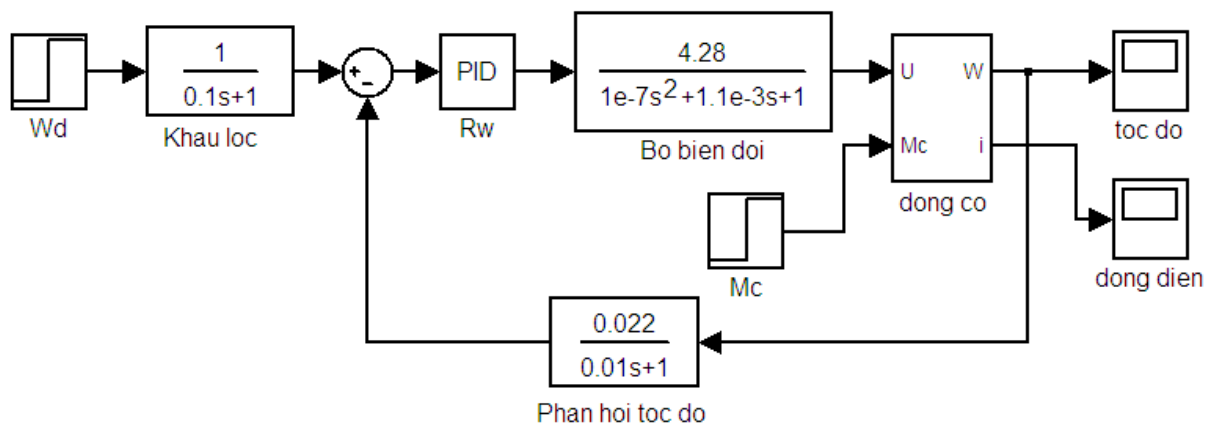 Wd
1
0.1s+1
Khau loc
+
-
PID
Rw
4.28
1e-7s²+1.1e-3s+1
Bo bien doi
U W
Mc i
dong co
toc do
dong dien
Mc
0.022
0.01s+1
Phan hoi toc do